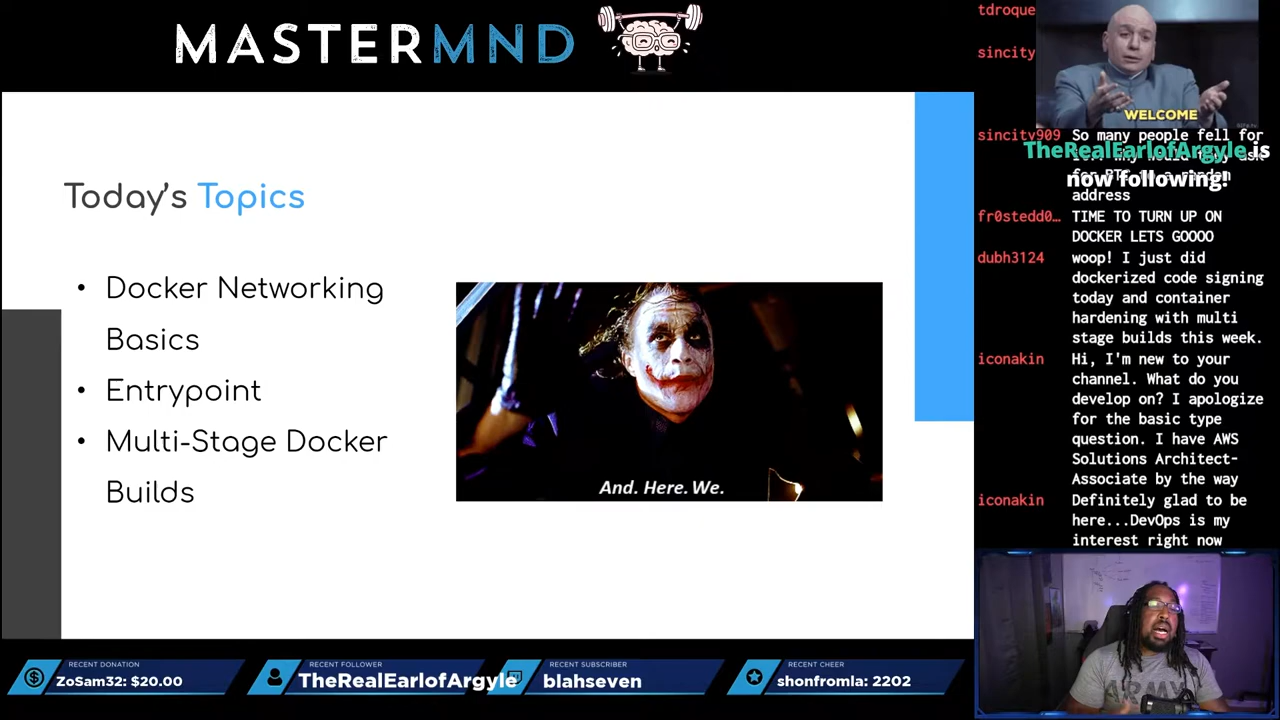 MASTERMND
Today's Topics
• Docker Networking
Basics
• Entrypoint
• Multi-Stage Docker
Builds
And. Here. We.
tdroque
sincity
WELCOME
sincity909 So many people fell for
TheRealEarlofArgyle is
now following!
address
fr0stedd0… TIME TO TURN UP ON
DOCKER LETS GOOOO
dubh3124 woop! I just did
dockerized code signing
today and container
hardening with multi
stage builds this week.
iconakin Hi, I'm new to your
channel. What do you
develop on? I apologize
for the basic type
question. I have AWS
Solutions Architect-
Associate by the way
iconakin Definitely glad to be
here...DevOps is my
interest right now
ARMY
RECENT DONATION
ZoSam32: $20.00
RECENT FOLLOWER
TheRealEarlofArgyle
RECENT SUBSCRIBER
blahseven
RECENT CHEER
shonfromla: 2202